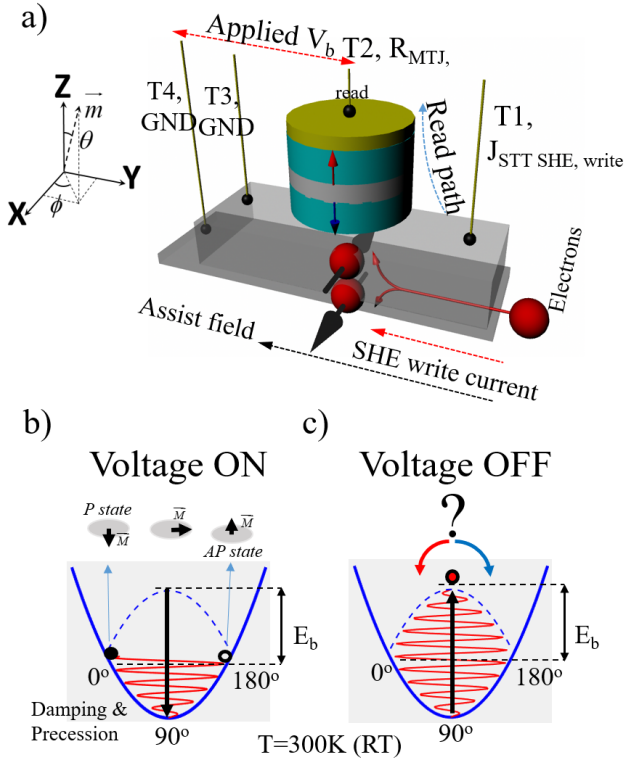 a)
Applied V_b
T2, R_MTJ, read
Z
m
θ
Y
X
ϕ
T4, GND
T3, GND
Read path
T1,
J_STT SHE, write
Electrons
Assist field
SHE write current
b)
c)
Voltage ON
Voltage OFF
P state
M
M
M
AP state
?
E_b
E_b
0°
180°
0°
180°
Damping &
Precession
90°
T=300K (RT)
90°